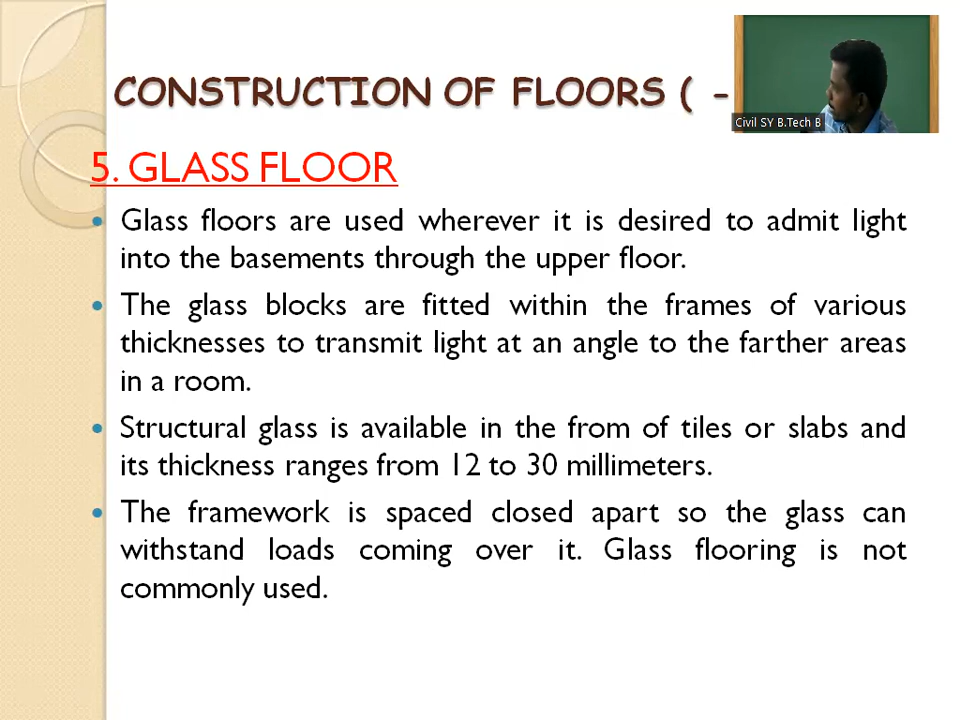 CONSTRUCTION OF FLOORS ( -
Civil SY B.Tech B
5. GLASS FLOOR
• Glass floors are used wherever it is desired to admit light
into the basements through the upper floor.
• The glass blocks are fitted within the frames of various
thicknesses to transmit light at an angle to the farther areas
in a room.
• Structural glass is available in the from of tiles or slabs and
its thickness ranges from 12 to 30 millimeters.
• The framework is spaced closed apart so the glass can
withstand loads coming over it. Glass flooring is not
commonly used.